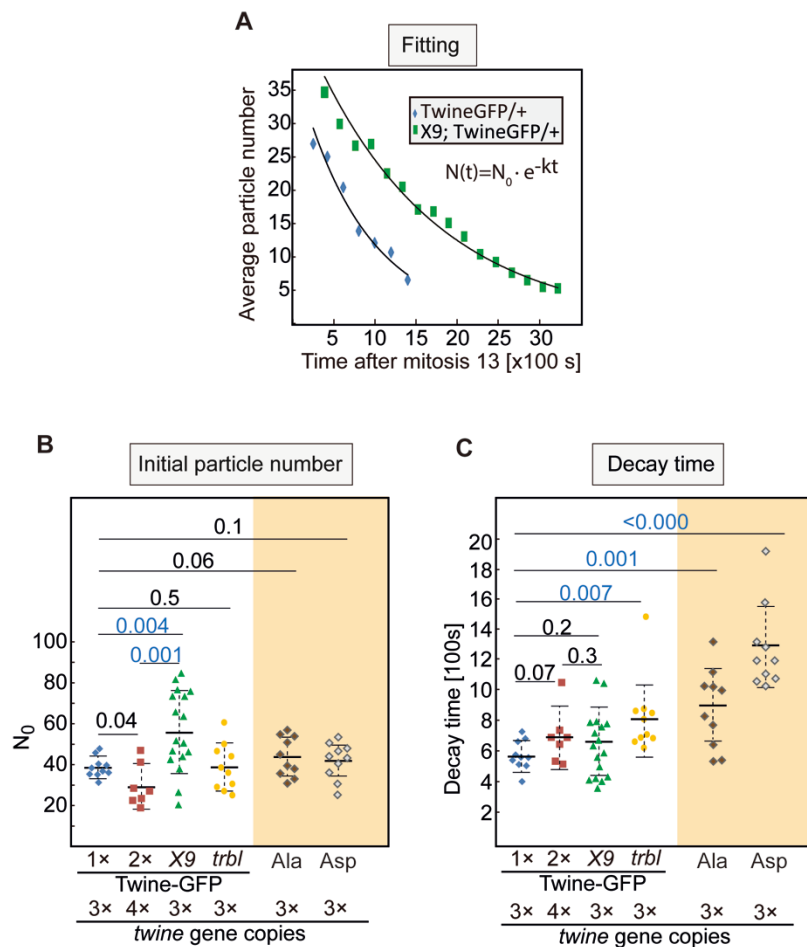 A
Fitting
Average particle number
35
30
25
20
15
10
5
TwineGFP/+
X9; TwineGFP/+
N(t)=N₀ · e⁻ᵏᵗ
5 10 15 20 25 30
Time after mitosis 13 [x100 s]
B
Initial particle number
N₀
100
80
60
40
20
0.1
0.06
0.5
0.004
0.001
0.04
1× 2× X9 trbl Ala Asp
Twine-GFP
3× 4× 3× 3× 3× 3×
twine gene copies
C
Decay time
Decay time [100s]
20
18
16
14
12
10
8
6
4
2
<0.000
0.001
0.007
0.2
0.07 0.3
1× 2× X9 trbl Ala Asp
Twine-GFP
3× 4× 3× 3× 3× 3×
twine gene copies